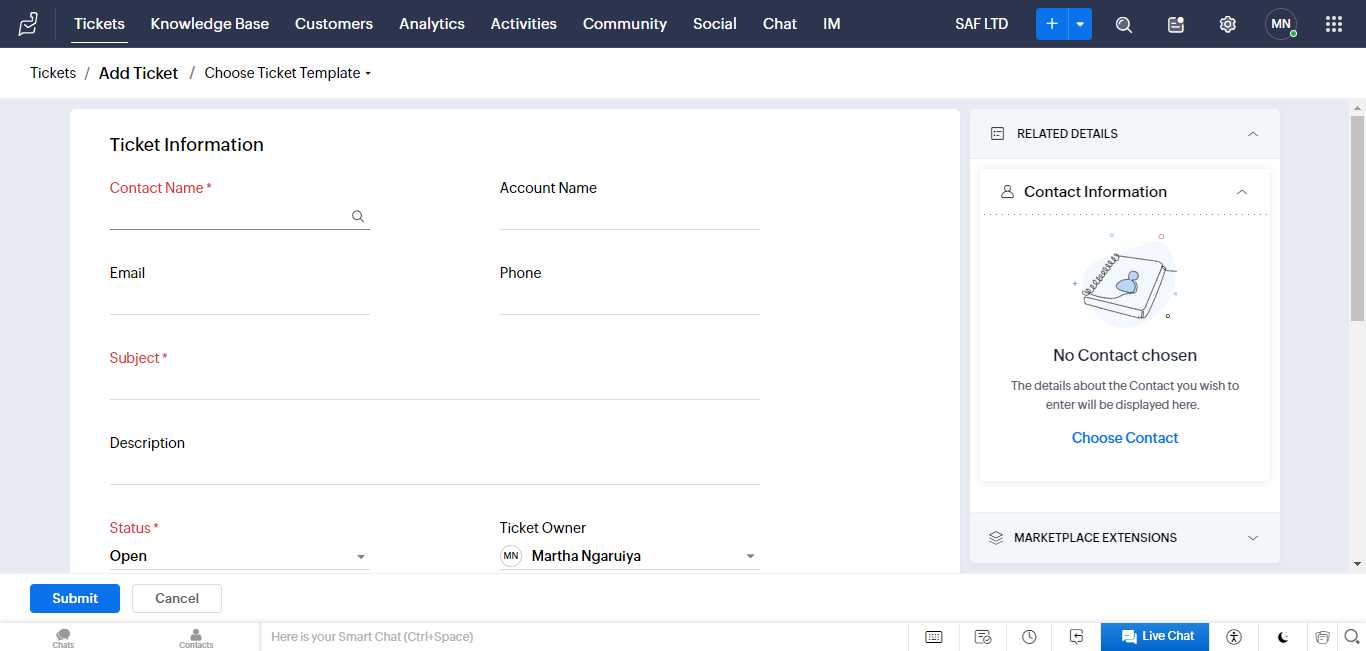 Tickets Knowledge Base Customers Analytics Activities Community Social Chat IM SAF LTD MN
Tickets / Add Ticket / Choose Ticket Template
Ticket Information
Contact Name *
Account Name
Email
Phone
Subject *
Description
Status *
Open
Ticket Owner
MN Martha Ngaruiya
RELATED DETAILS
Contact Information
No Contact chosen
The details about the Contact you wish to
enter will be displayed here.
Choose Contact
MARKETPLACE EXTENSIONS
Submit Cancel
Chats Contacts Here is your Smart Chat (Ctrl+Space) Live Chat